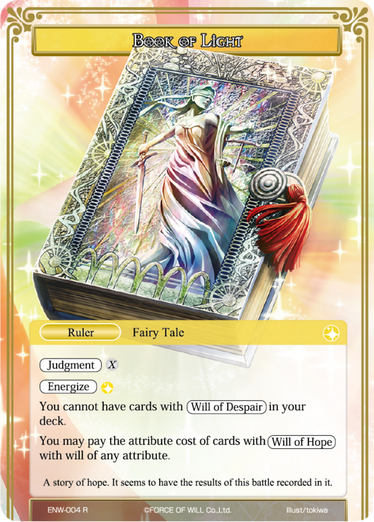 Book of Light
Ruler Fairy Tale
Judgment X
Energize
You cannot have cards with Will of Despair in your
deck.
You may pay the attribute cost of cards with Will of Hope
with will of any attribute.
A story of hope. It seems to have the results of this battle recorded in it.
ENW-004 R ©FORCE OF WILL Co.,Ltd. Illust/tokiwa